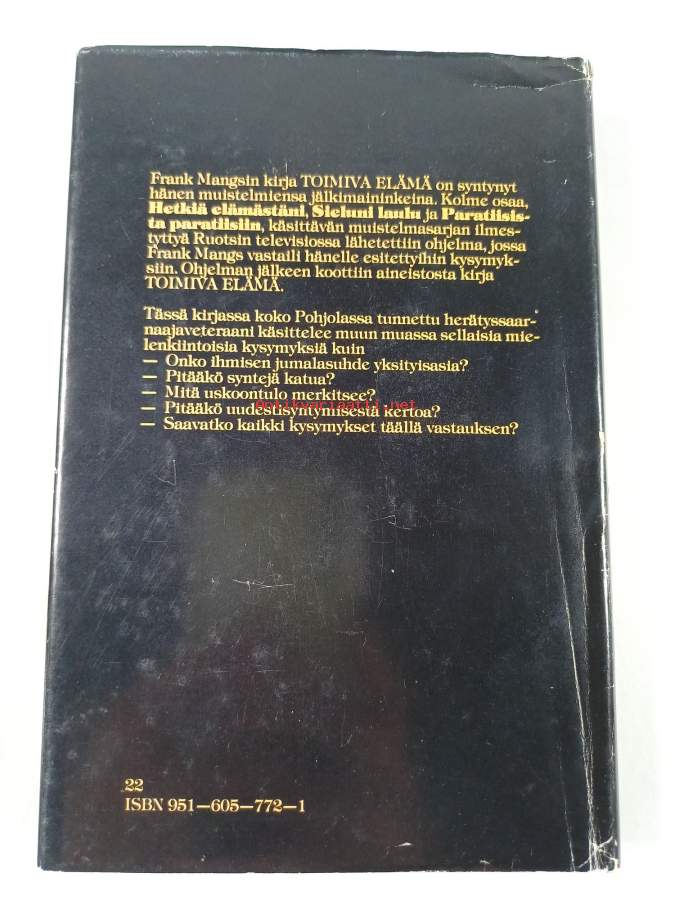 Frank Mangsin kirja TOIMIVA ELÄMÄ on syntynyt
hänen muistelmiensa jälkimaininkeina. Kolme osaa,
Hetkiä elämästäni, Sieluni laulu ja Paratiisis-
ta paratiisiin, käsittävän muistelmasarjan ilmes-
tyttyä Ruotsin televisiossa lähetettiin ohjelma, jossa
Frank Mangs vastaili hänelle esitettyihin kysymyk-
siin. Ohjelman jälkeen koottiin aineistosta kirja
TOIMIVA ELÄMÄ.
Tässä kirjassa koko Pohjolassa tunnettu herätyssaar-
naajaveteraani käsittelee muun muassa sellaisia mie-
lenkiintoisia kysymyksiä kuin
— Onko ihmisen jumalasuhde yksityisasia?
— Pitääkö syntejä katua?
— Mitä uskoontulo merkitsee?
Antikvariaatti.net
— Pitääkö uudestisyntymisestä kertoa?
— Saavatko kaikki kysymykset täällä vastauksen?
22
ISBN 951—605—772—1